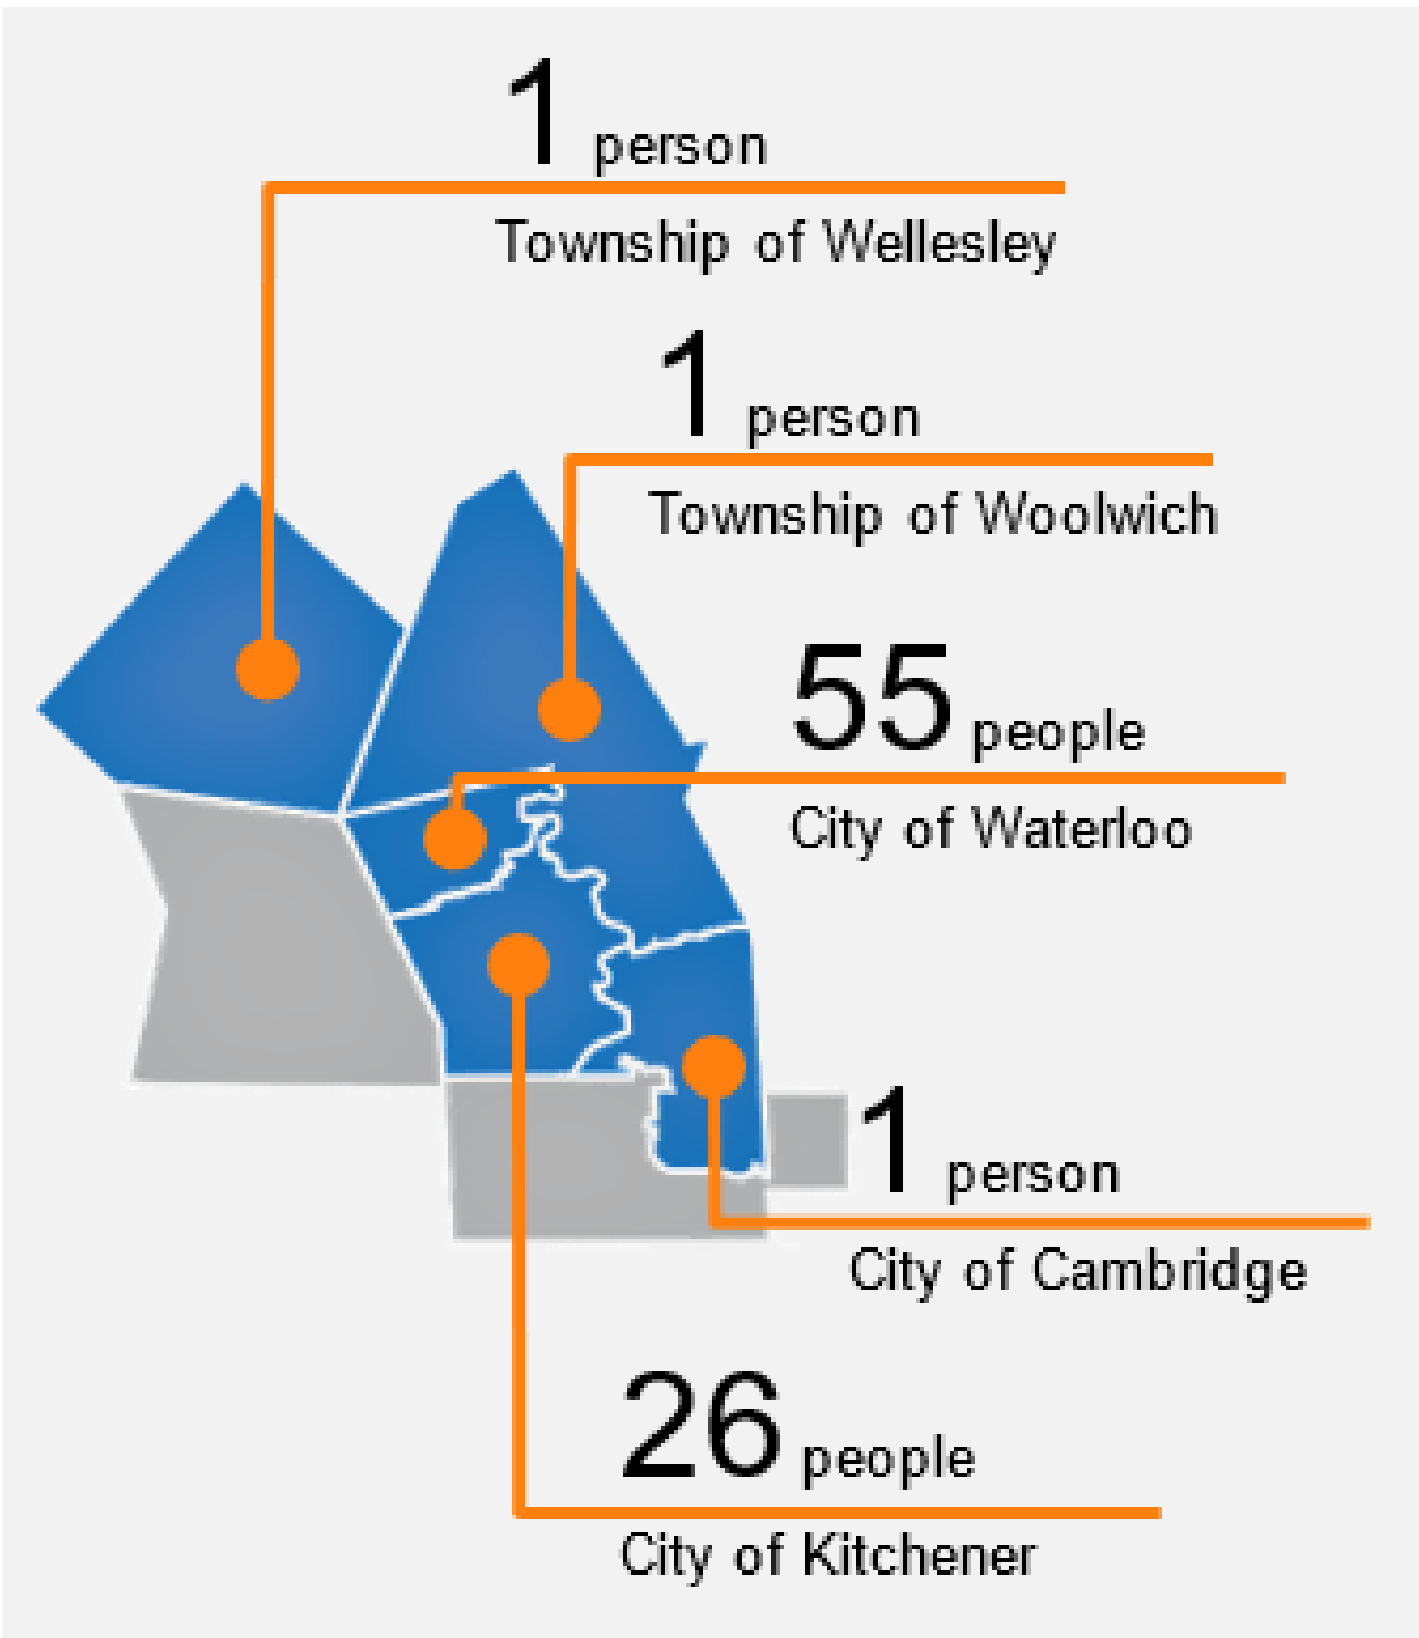 1 person
Township of Wellesley
1 person
Township of Woolwich
55 people
City of Waterloo
1 person
City of Cambridge
26 people
City of Kitchener